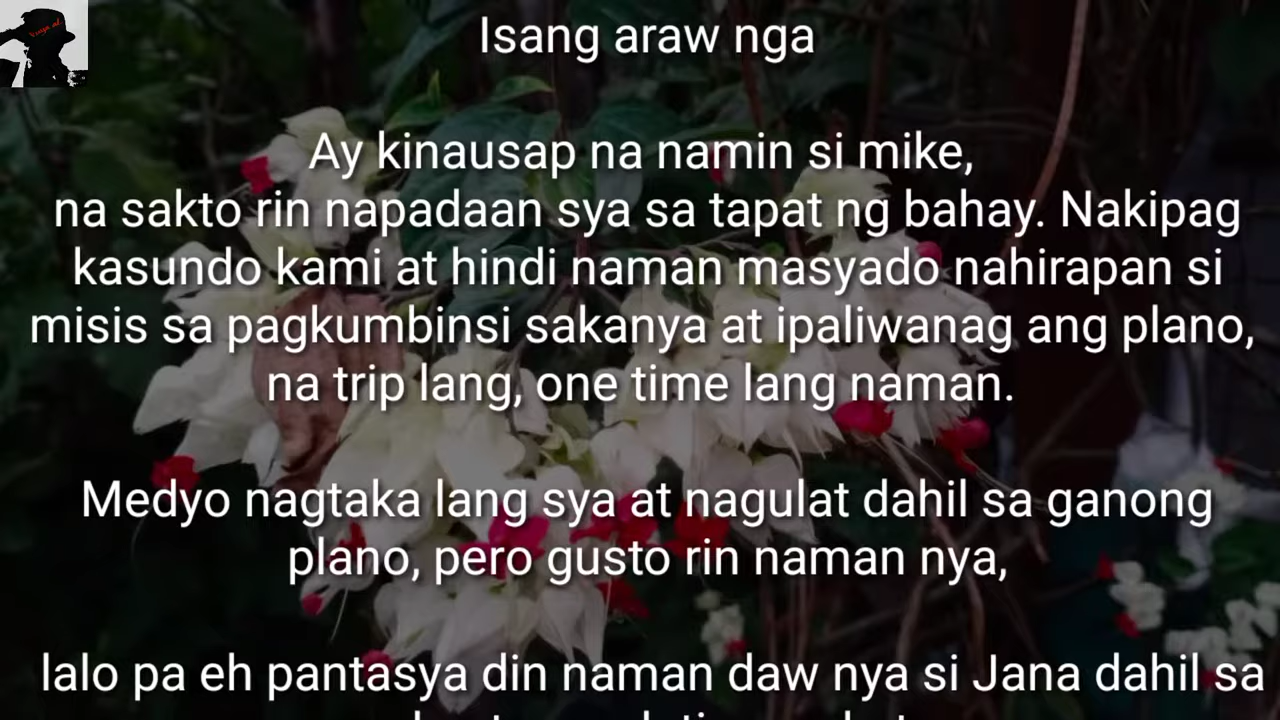 Isang araw nga
Ay kinausap na namin si mike,
na sakto rin napadaan sya sa tapat ng bahay. Nakipag
kasundo kami at hindi naman masyado nahirapan si
misis sa pagkumbinsi sakanya at ipaliwanag ang plano,
na trip lang, one time lang naman.
Medyo nagtaka lang sya at nagulat dahil sa ganong
plano, pero gusto rin naman nya,
lalo pa eh pantasya din naman daw nya si Jana dahil sa